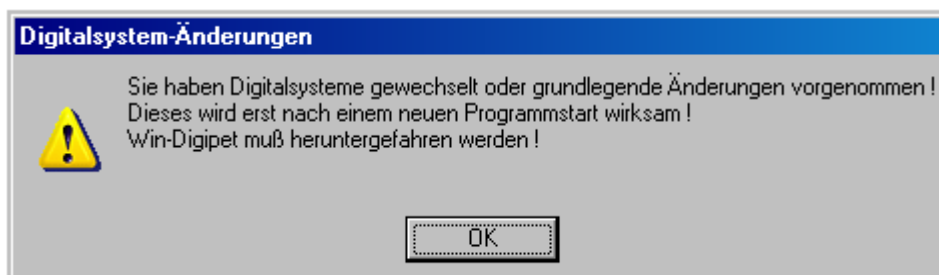 Digitalsystem-Änderungen
Sie haben Digitalsysteme gewechselt oder grundlegende Änderungen vorgenommen !
Dieses wird erst nach einem neuen Programmstart wirksam !
Win-Digipet muß heruntergefahren werden !
OK